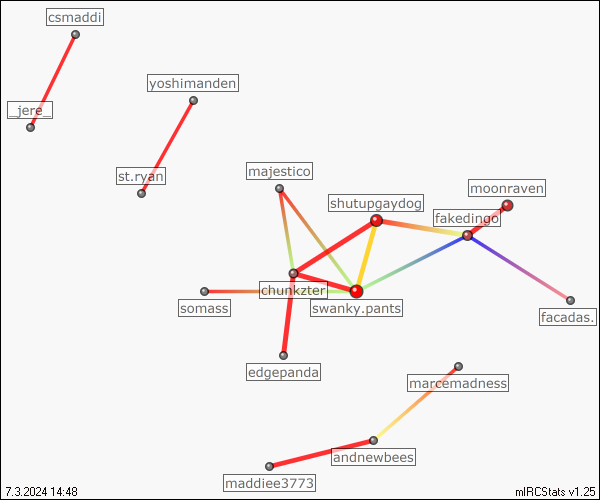 csmaddi
_jere_
yoshimanden
st.ryan
majestico
shutupgaydog
moonraven
fakedingo
chunkzter
somass
swanky.pants
facadas.
edgepanda
marcemadness
andnewbees
maddiee3773
7.3.2024 14:48
mIRCStats v1.25